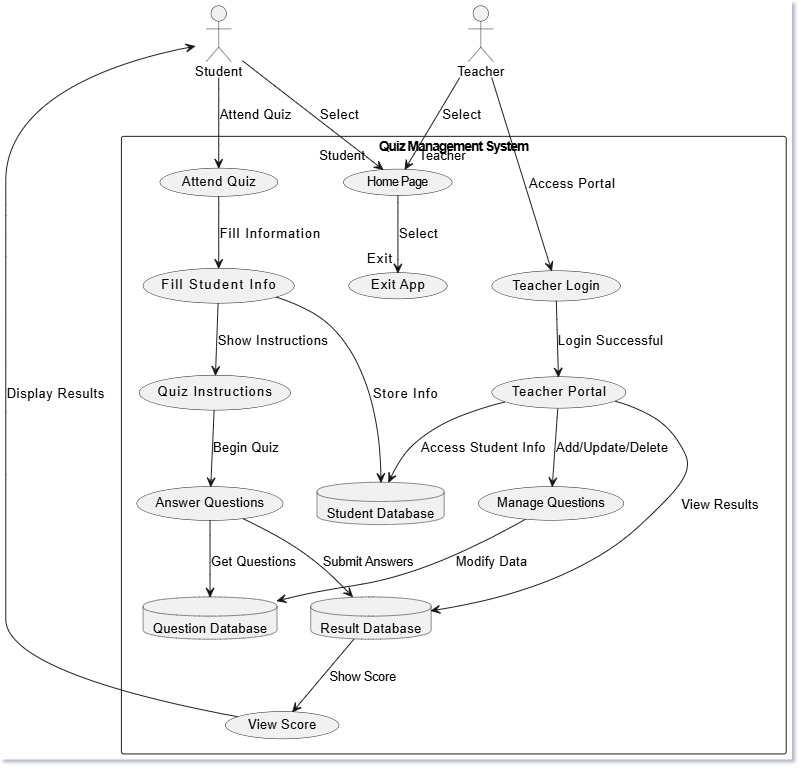 Student
Teacher
Attend Quiz
Select
Select
Quiz Management System
Student
Teacher
Attend Quiz
Home Page
Access Portal
Fill Information
Select
Exit
Fill Student Info
Exit App
Teacher Login
Show Instructions
Login Successful
Display Results
Quiz Instructions
Store Info
Teacher Portal
Begin Quiz
Access Student Info
Add/Update/Delete
Answer Questions
Student Database
Manage Questions
View Results
Get Questions
Submit Answers
Modify Data
Question Database
Result Database
Show Score
View Score